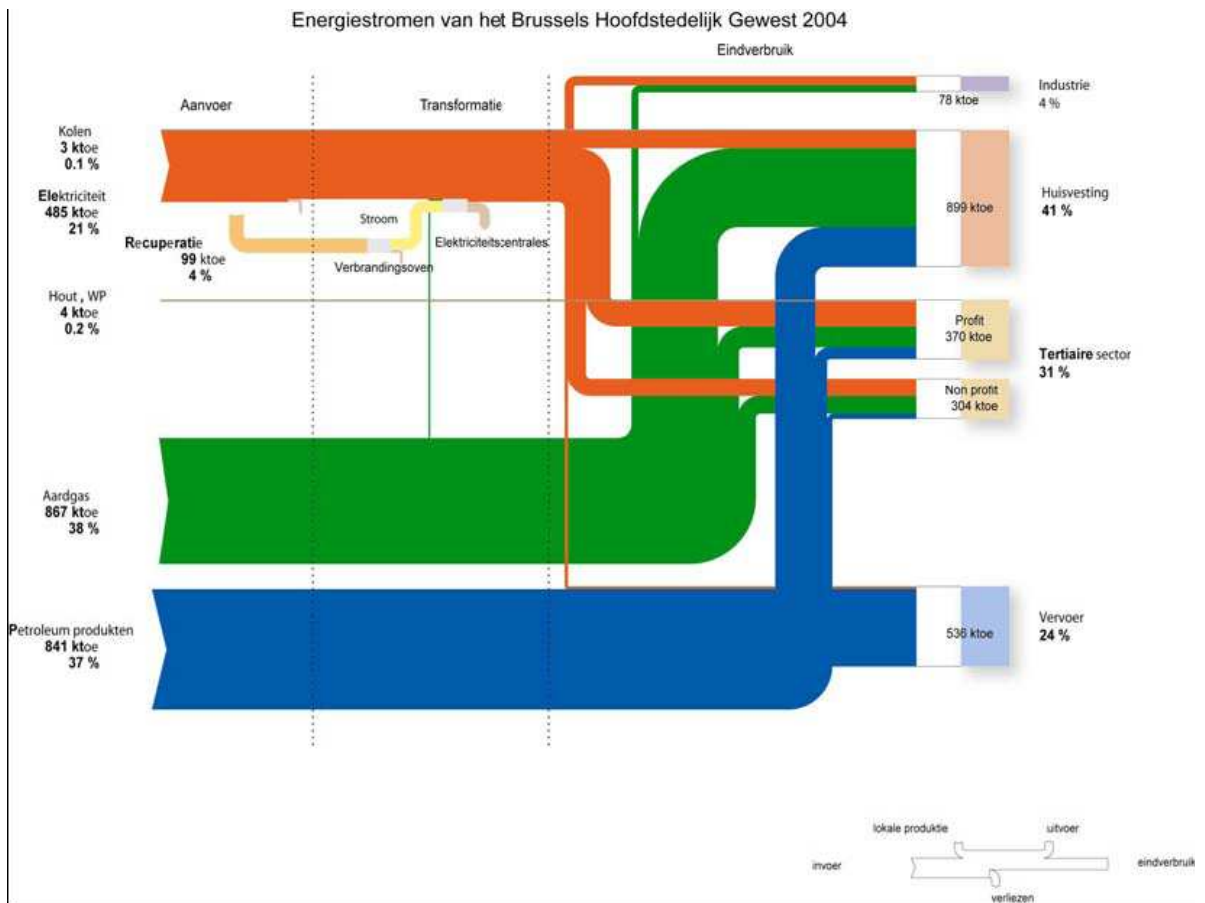 Energiestromen van het Brussels Hoofdstedelijk Gewest 2004
Eindverbruik
Aanvoer
Transformatie
Kolen
3 ktoe
0.1 %
Elektriciteit
485 ktoe
21 %
Recuperatie
99 ktoe
4 %
Stroom
Verbrandingsoven
Elektriciteitscentrales
Hout , WP
4 ktoe
0.2 %
Aardgas
867 ktoe
38 %
Petroleum produkten
841 ktoe
37 %
78 ktoe
Industrie
4 %
899 ktoe
Huisvesting
41 %
Profit
370 ktoe
Non profit
304 ktoe
Tertiaire sector
31 %
536 ktoe
Vervoer
24 %
lokale produktie
uitvoer
invoer
eindverbruik
verliezen